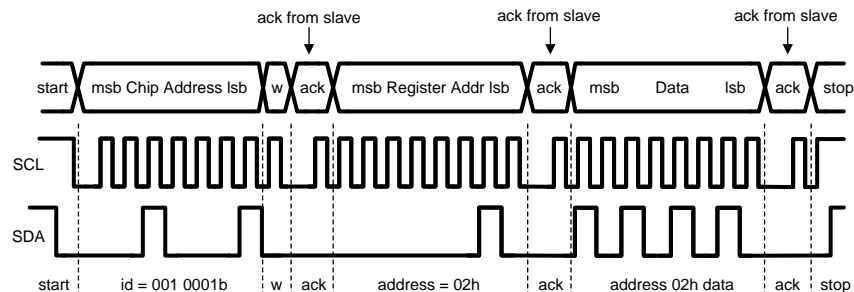 ack from slave ack from slave ack from slave
start msb Chip Address lsb w ack msb Register Addr lsb ack msb Data lsb ack stop
SCL
SDA
start id = 001 0001b w ack address = 02h ack address 02h data ack stop